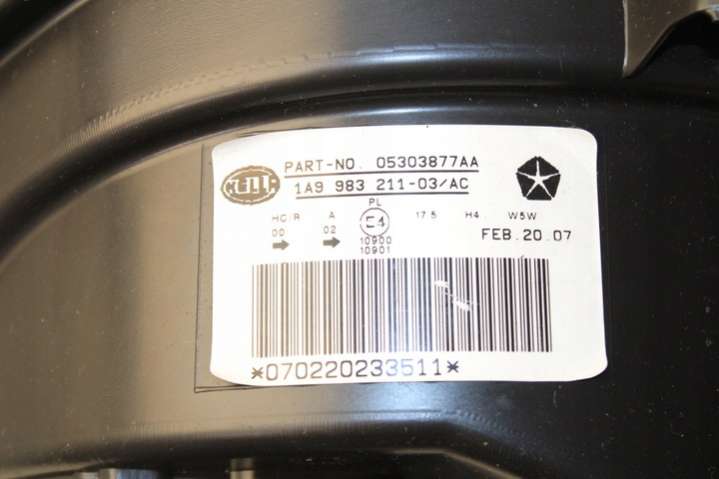 PART-NO. 05303877AA
1A9 983 211-03/AC
PL
HC/R A E4 17.5 H4 W5W
00 02 FEB.20.07
10900
10901
*070220233511*